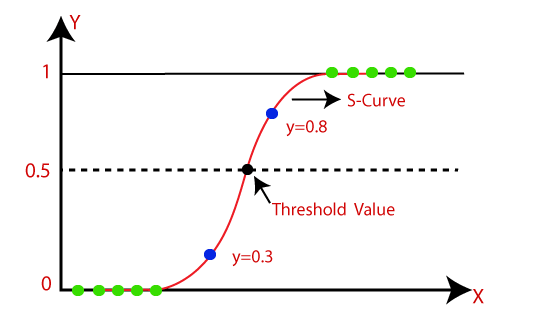 Y
1
S-Curve
y=0.8
0.5
Threshold Value
y=0.3
0
X